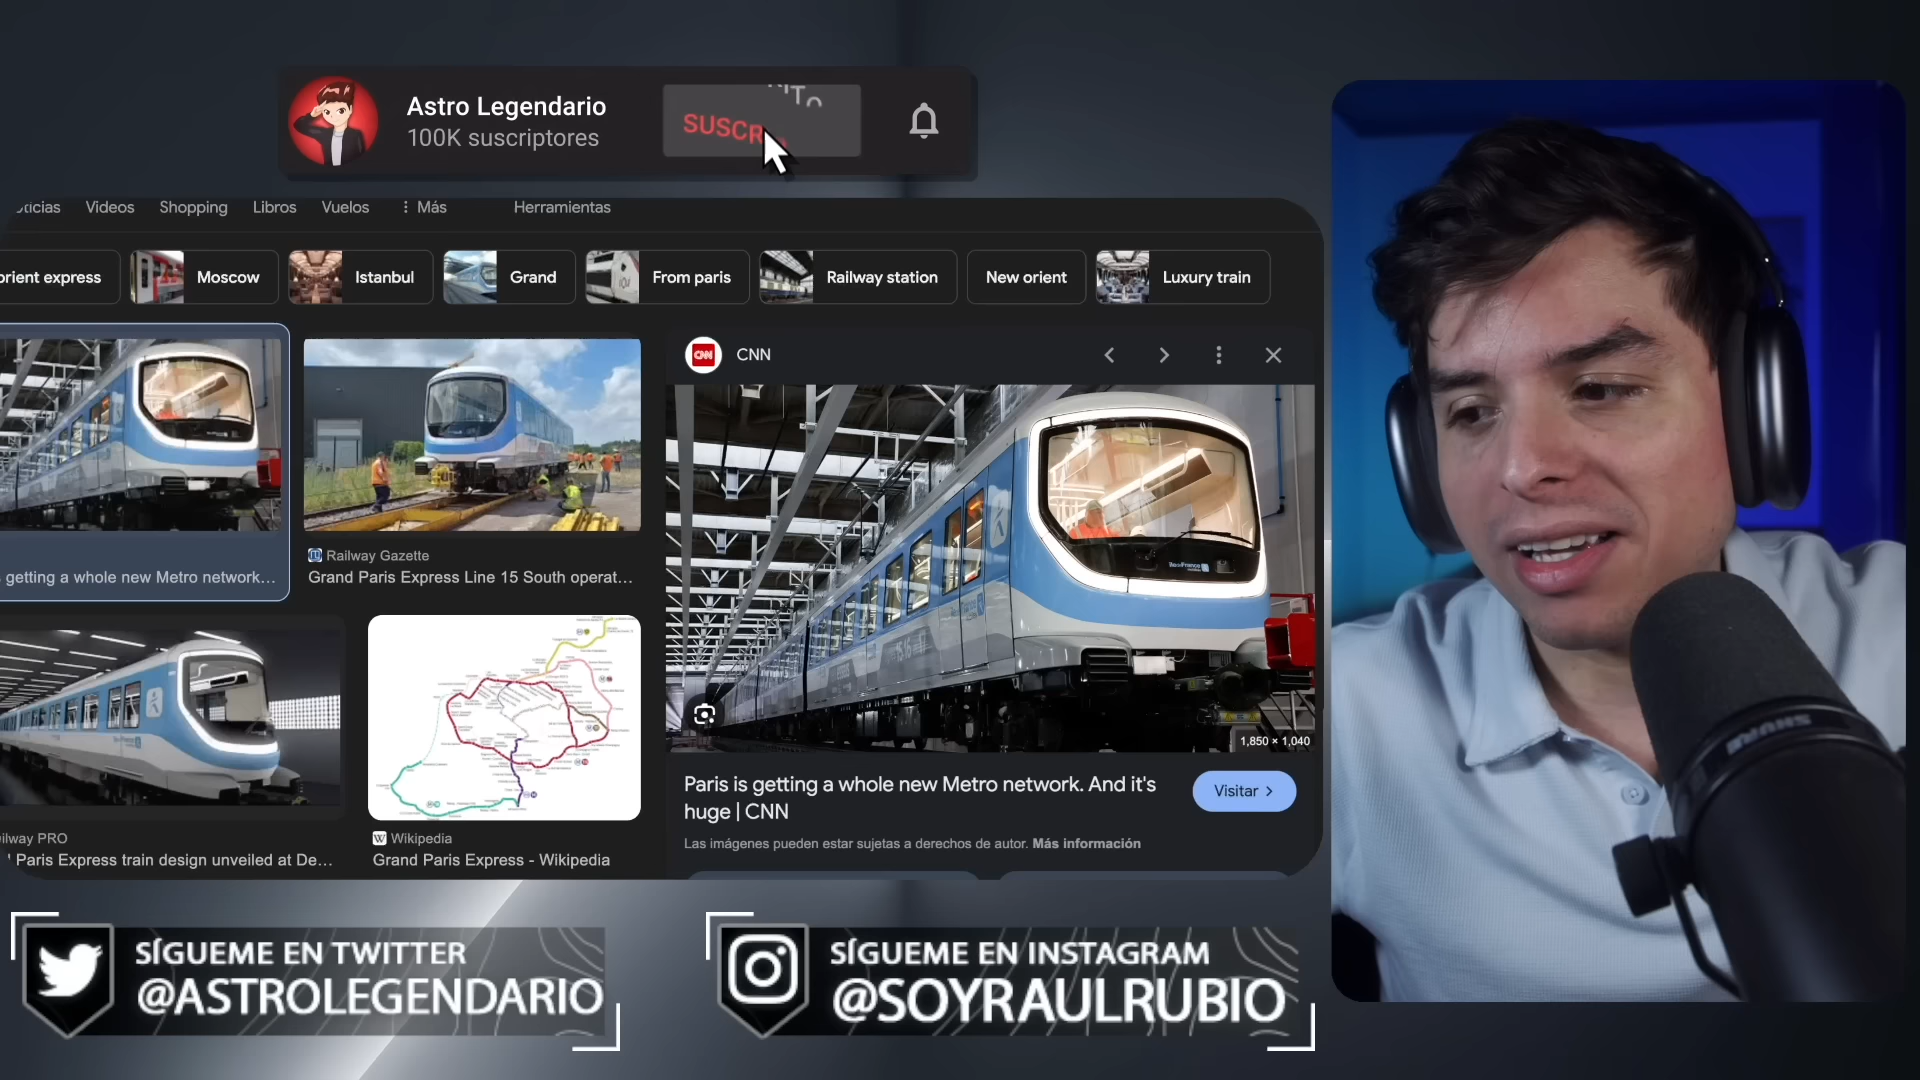 Astro Legendario
100K suscriptores
Videos
Shopping
Libros
Vuelos
Más
Herramientas
orient express
Moscow
Istanbul
Grand
From paris
Railway station
New orient
Luxury train
CNN
CNN
getting a whole new Metro network...
Railway Gazette
Grand Paris Express Line 15 South operat...
1,850 × 1,040
Paris is getting a whole new Metro network. And it's
huge | CNN
Visitar
Las imágenes pueden estar sujetas a derechos de autor. Más información
PRO
Paris Express train design unveiled at De...
W Wikipedia
Grand Paris Express - Wikipedia
SÍGUEME EN TWITTER
@ASTROLEGENDARIO
SÍGUEME EN INSTAGRAM
@SOYRAULRUBIO